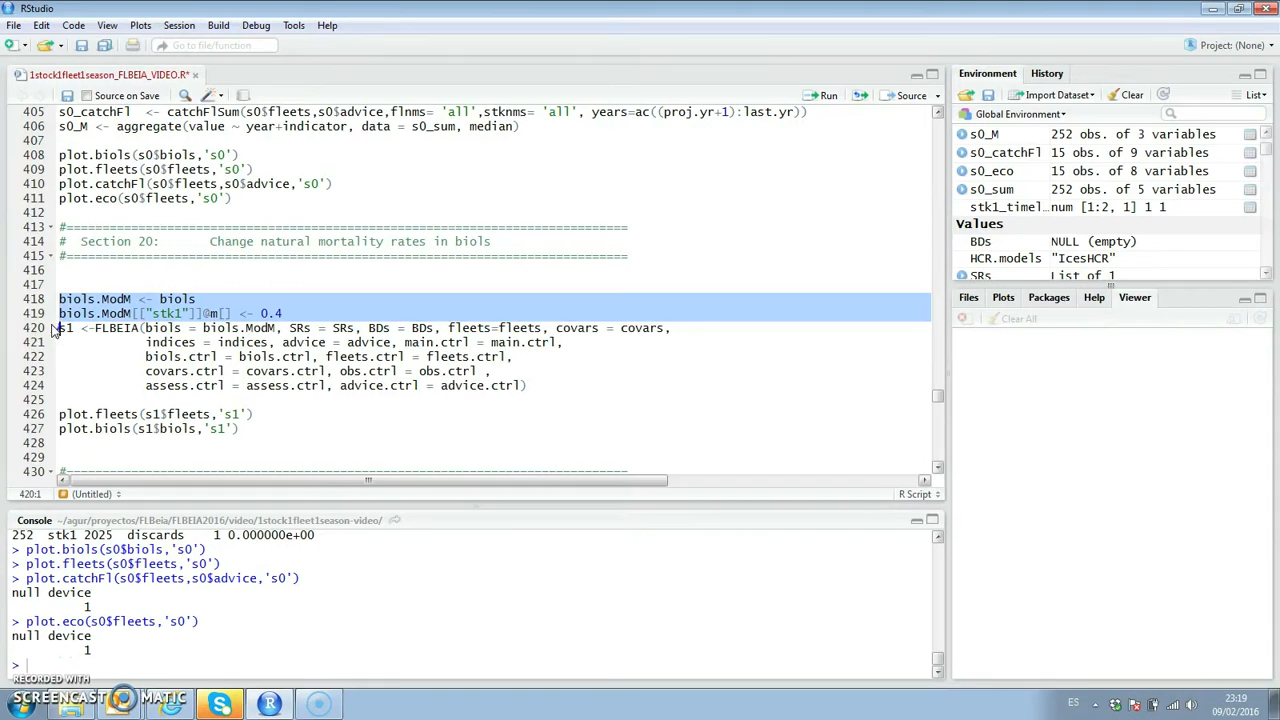 RStudio
File Edit Code View Plots Session Build Debug Tools Help
Go to file/function
Project: (None)
1stock1fleet1season_FLBEIA_VIDEO.R*
Source on Save
Run
Source
405 s0_catchFl <- catchFlSum(s0$fleets,s0$advice,flnms= 'all',stknms= 'all', years=ac((proj.yr+1):last.yr))
406 s0_M <- aggregate(value ~ year+indicator, data = s0_sum, median)
407
408 plot.biols(s0$biols,'s0')
409 plot.fleets(s0$fleets,'s0')
410 plot.catchFl(s0$fleets,s0$advice,'s0')
411 plot.eco(s0$fleets,'s0')
412
413 #==============================================================================
414 # Section 20: Change natural mortality rates in biols
415 #==============================================================================
416
417
418 biols.ModM <- biols
419 biols.ModM[["stk1"]]@m[] <- 0.4
420 s1 <-FLBEIA(biols = biols.ModM, SRs = SRs, BDs = BDs, fleets=fleets, covars = covars,
421 indices = indices, advice = advice, main.ctrl = main.ctrl,
422 biols.ctrl = biols.ctrl, fleets.ctrl = fleets.ctrl,
423 covars.ctrl = covars.ctrl, obs.ctrl = obs.ctrl ,
424 assess.ctrl = assess.ctrl, advice.ctrl = advice.ctrl)
425
426 plot.fleets(s1$fleets,'s1')
427 plot.biols(s1$biols,'s1')
428
429
430 #==============================================================================
420:1 (Untitled) R Script
Console ~/agur/proyectos/FLBeia/FLBEIA2016/video/1stock1fleet1season-video/
252 stk1 2025 discards 1 0.000000e+00
> plot.biols(s0$biols,'s0')
> plot.fleets(s0$fleets,'s0')
> plot.catchFl(s0$fleets,s0$advice,'s0')
null device
1
> plot.eco(s0$fleets,'s0')
null device
1
>
Environment History
Import Dataset Clear List
Global Environment
s0_M 252 obs. of 3 variables
s0_catchFl 15 obs. of 9 variables
s0_eco 15 obs. of 8 variables
s0_sum 252 obs. of 5 variables
stk1_timel… num [1:2, 1] 1 1
Values
BDs NULL (empty)
HCR.models "IcesHCR"
SRs List of 1
Files Plots Packages Help Viewer
Clear All
RECORDED WITH
SCREENCAST MATIC
ES
23:19
09/02/2016